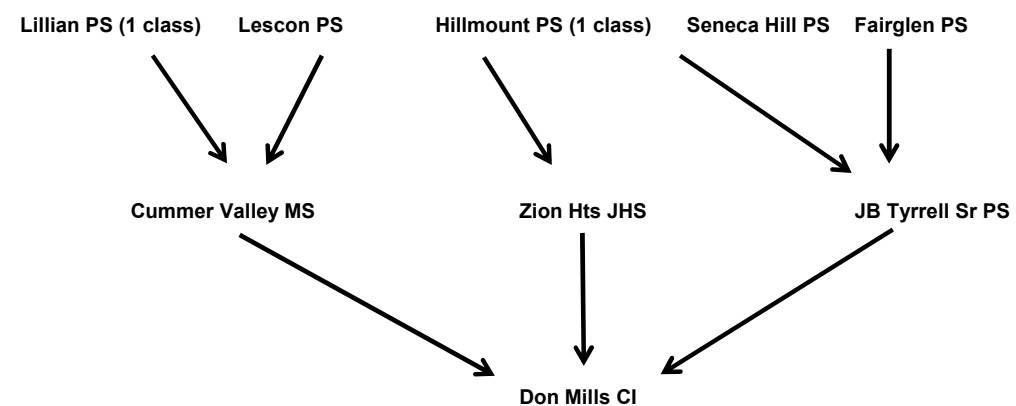 Lillian PS (1 class)
Lescon PS
Hillmount PS (1 class)
Seneca Hill PS
Fairglen PS
Cummer Valley MS
Zion Hts JHS
JB Tyrrell Sr PS
Don Mills CI